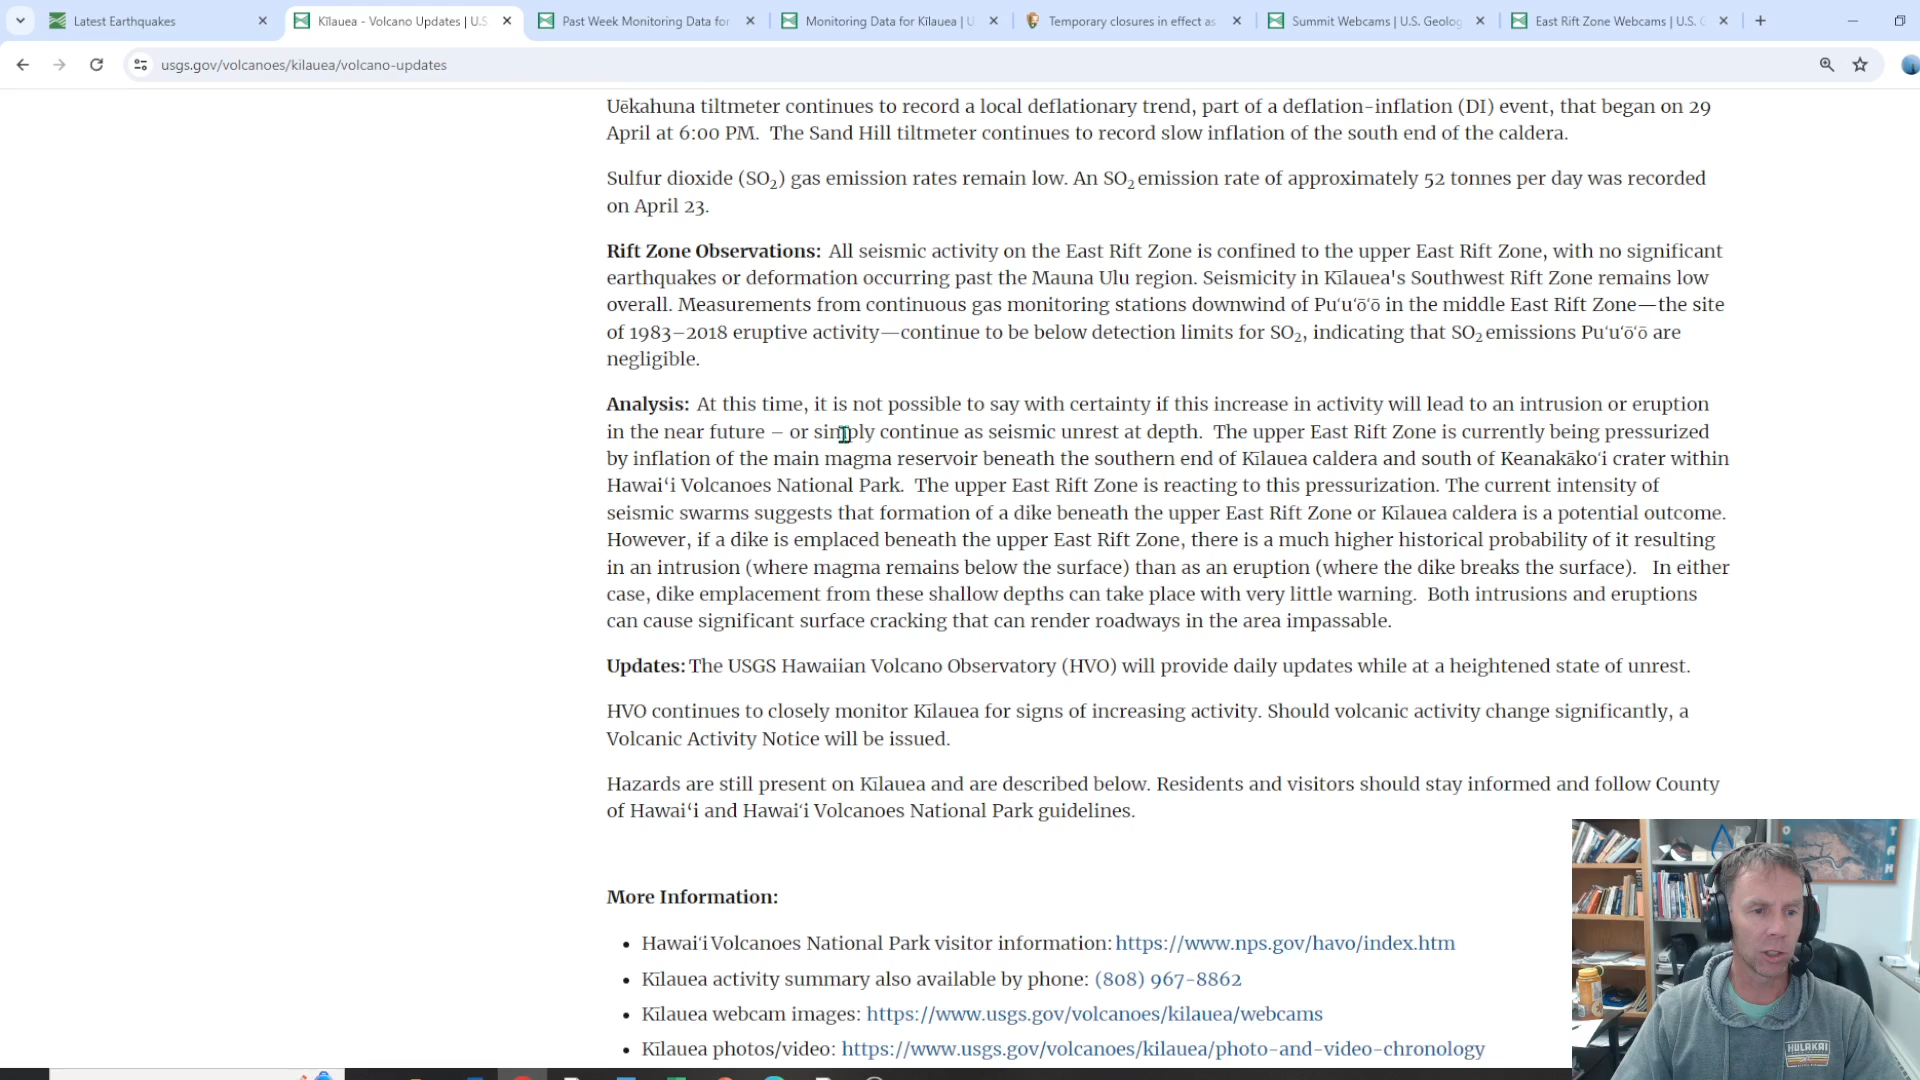 Latest Earthquakes
Kīlauea - Volcano Updates | U.S
Past Week Monitoring Data for
Monitoring Data for Kīlauea | U
Temporary closures in effect as
Summit Webcams | U.S. Geolog
East Rift Zone Webcams | U.S. G
usgs.gov/volcanoes/kilauea/volcano-updates
Uēkahuna tiltmeter continues to record a local deflationary trend, part of a deflation-inflation (DI) event, that began on 29
April at 6:00 PM. The Sand Hill tiltmeter continues to record slow inflation of the south end of the caldera.
Sulfur dioxide (SO₂) gas emission rates remain low. An SO₂ emission rate of approximately 52 tonnes per day was recorded
on April 23.
Rift Zone Observations: All seismic activity on the East Rift Zone is confined to the upper East Rift Zone, with no significant
earthquakes or deformation occurring past the Mauna Ulu region. Seismicity in Kīlauea's Southwest Rift Zone remains low
overall. Measurements from continuous gas monitoring stations downwind of Puʻuʻōʻō in the middle East Rift Zone—the site
of 1983–2018 eruptive activity—continue to be below detection limits for SO₂, indicating that SO₂ emissions Puʻuʻōʻō are
negligible.
Analysis: At this time, it is not possible to say with certainty if this increase in activity will lead to an intrusion or eruption
in the near future – or simply continue as seismic unrest at depth. The upper East Rift Zone is currently being pressurized
by inflation of the main magma reservoir beneath the southern end of Kīlauea caldera and south of Keanakākoʻi crater within
Hawaiʻi Volcanoes National Park. The upper East Rift Zone is reacting to this pressurization. The current intensity of
seismic swarms suggests that formation of a dike beneath the upper East Rift Zone or Kīlauea caldera is a potential outcome.
However, if a dike is emplaced beneath the upper East Rift Zone, there is a much higher historical probability of it resulting
in an intrusion (where magma remains below the surface) than as an eruption (where the dike breaks the surface). In either
case, dike emplacement from these shallow depths can take place with very little warning. Both intrusions and eruptions
can cause significant surface cracking that can render roadways in the area impassable.
Updates: The USGS Hawaiian Volcano Observatory (HVO) will provide daily updates while at a heightened state of unrest.
HVO continues to closely monitor Kīlauea for signs of increasing activity. Should volcanic activity change significantly, a
Volcanic Activity Notice will be issued.
Hazards are still present on Kīlauea and are described below. Residents and visitors should stay informed and follow County
of Hawaiʻi and Hawaiʻi Volcanoes National Park guidelines.
More Information:
• Hawaiʻi Volcanoes National Park visitor information: https://www.nps.gov/havo/index.htm
• Kīlauea activity summary also available by phone: (808) 967-8862
• Kīlauea webcam images: https://www.usgs.gov/volcanoes/kilauea/webcams
• Kīlauea photos/video: https://www.usgs.gov/volcanoes/kilauea/photo-and-video-chronology
HULAKAI